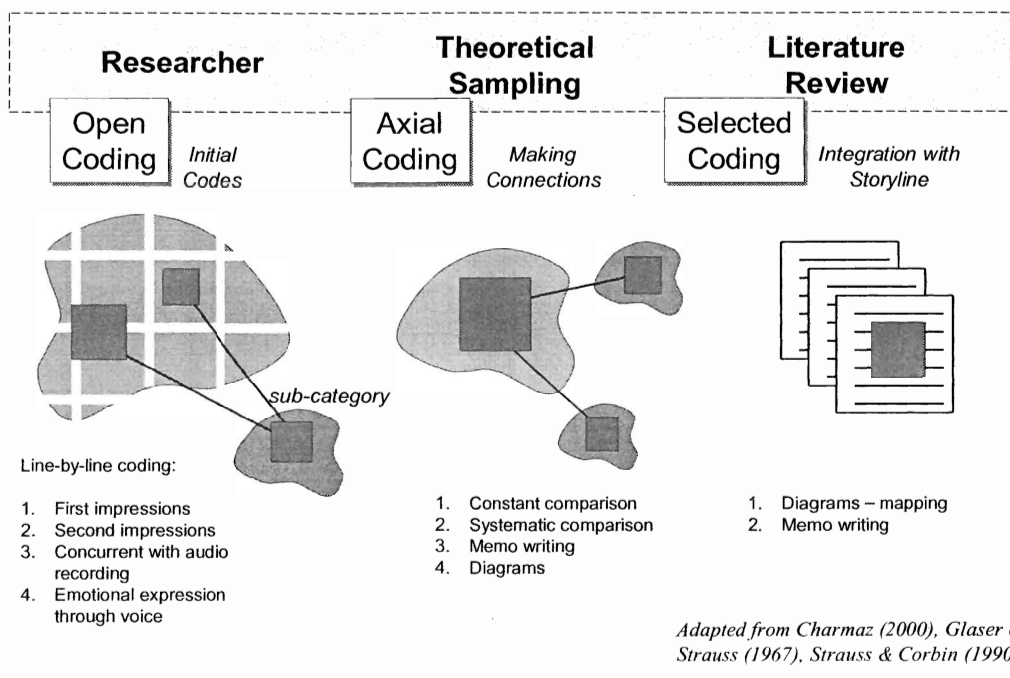 Researcher
Theoretical
Sampling
Literature
Review
Open
Coding
Initial
Codes
Axial
Coding
Making
Connections
Selected
Coding
Integration with
Storyline
sub-category
Line-by-line coding:
1. First impressions
2. Second impressions
3. Concurrent with audio
recording
4. Emotional expression
through voice
1. Constant comparison
2. Systematic comparison
3. Memo writing
4. Diagrams
1. Diagrams – mapping
2. Memo writing
Adapted from Charmaz (2000), Glaser
Strauss (1967), Strauss & Corbin (1990